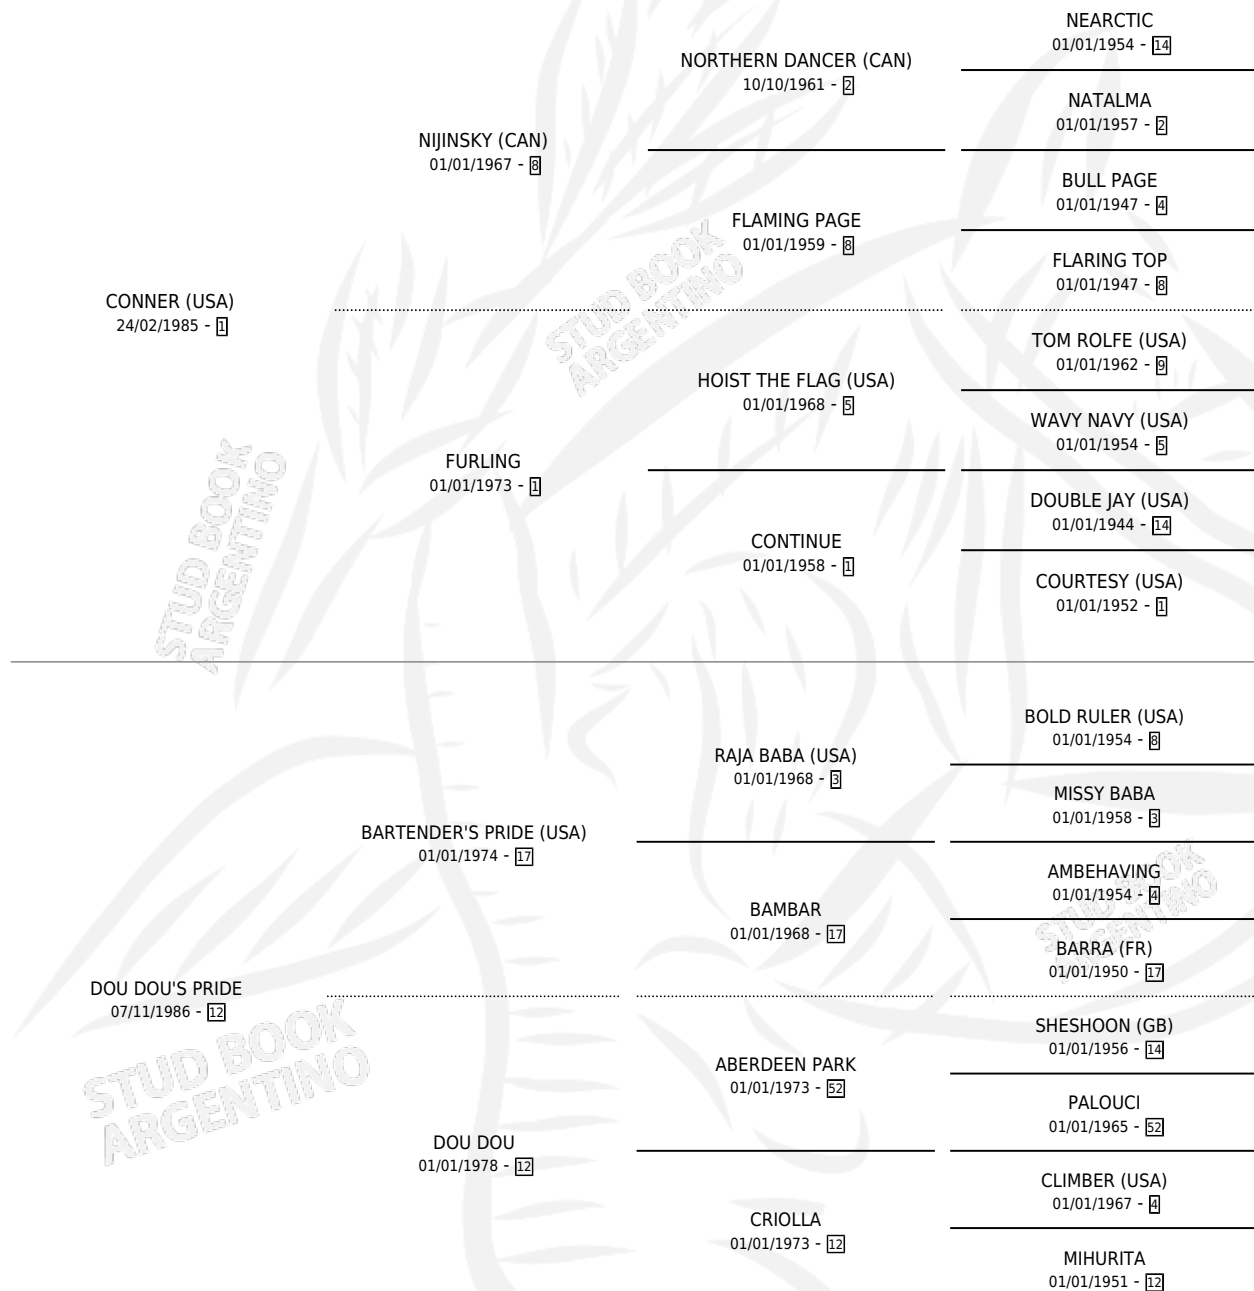 NEARCTIC
01/01/1954 - 14
NORTHERN DANCER (CAN)
10/10/1961 - 2
NATALMA
01/01/1957 - 2
NIJINSKY (CAN)
01/01/1967 - 8
BULL PAGE
01/01/1947 - 4
FLAMING PAGE
01/01/1959 - 8
FLARING TOP
01/01/1947 - 8
CONNER (USA)
24/02/1985 - 1
TOM ROLFE (USA)
01/01/1962 - 9
HOIST THE FLAG (USA)
01/01/1968 - 5
WAVY NAVY (USA)
01/01/1954 - 5
FURLING
01/01/1973 - 1
DOUBLE JAY (USA)
01/01/1944 - 14
CONTINUE
01/01/1958 - 1
COURTESY (USA)
01/01/1952 - 1
BOLD RULER (USA)
01/01/1954 - 8
RAJA BABA (USA)
01/01/1968 - 3
MISSY BABA
01/01/1958 - 3
BARTENDER'S PRIDE (USA)
01/01/1974 - 17
AMBEHAVING
01/01/1954 - 4
BAMBAR
01/01/1968 - 17
BARRA (FR)
01/01/1950 - 17
DOU DOU'S PRIDE
07/11/1986 - 12
SHESHOON (GB)
01/01/1956 - 14
ABERDEEN PARK
01/01/1973 - 52
PALOUCI
01/01/1965 - 52
DOU DOU
01/01/1978 - 12
CLIMBER (USA)
01/01/1967 - 4
CRIOLLA
01/01/1973 - 12
MIHURITA
01/01/1951 - 12
STUD BOOK
ARGENTINO
STUD BOOK
ARGENTINO
STUD BOOK
ARGENTINO
STUD BOOK
ARGENTINO